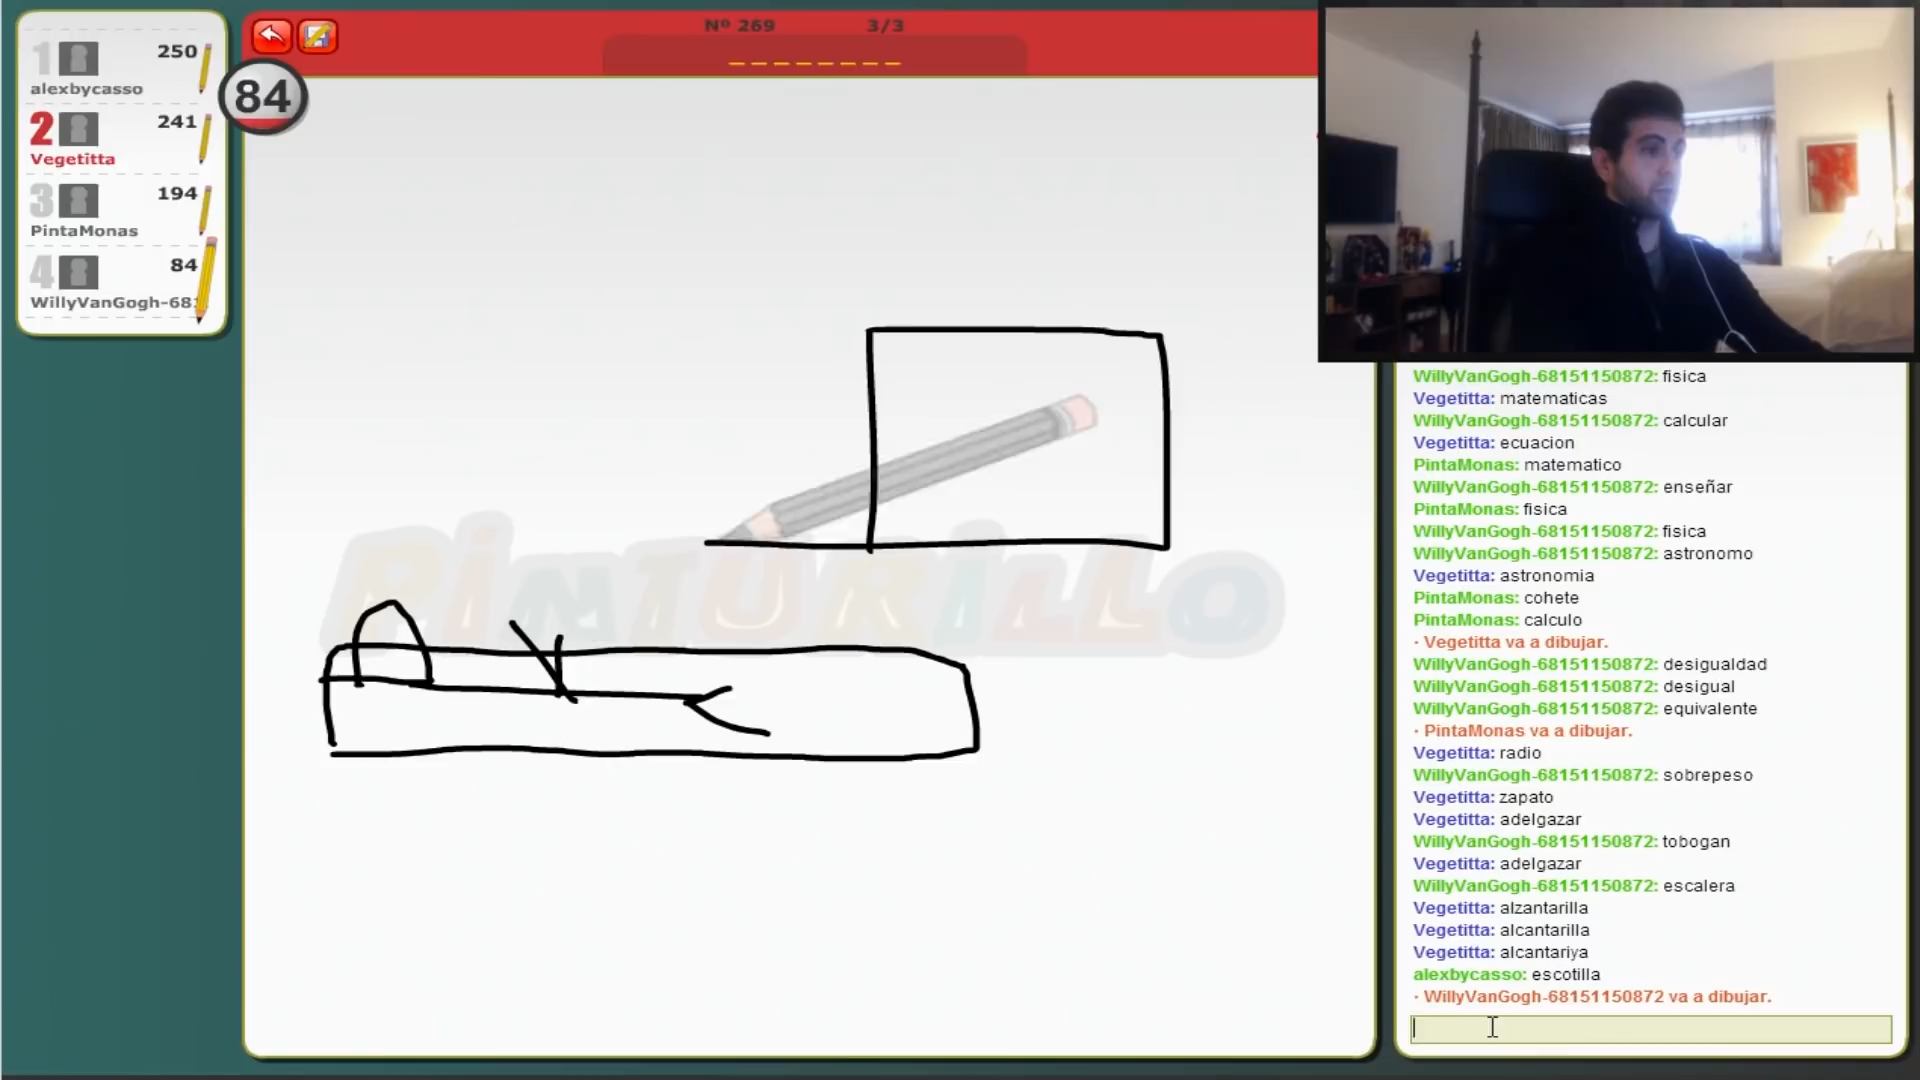 1
250
alexbycasso
2
241
Vegetitta
3
194
PintaMonas
4
84
WillyVanGogh-681
84
Nº 269
3/3
_ _ _ _ _ _ _ _
PINTURILLO
WillyVanGogh-68151150872: fisica
Vegetitta: matematicas
WillyVanGogh-68151150872: calcular
Vegetitta: ecuacion
PintaMonas: matematico
WillyVanGogh-68151150872: enseñar
PintaMonas: fisica
WillyVanGogh-68151150872: fisica
WillyVanGogh-68151150872: astronomo
Vegetitta: astronomia
PintaMonas: cohete
PintaMonas: calculo
· Vegetitta va a dibujar.
WillyVanGogh-68151150872: desigualdad
WillyVanGogh-68151150872: desigual
WillyVanGogh-68151150872: equivalente
· PintaMonas va a dibujar.
Vegetitta: radio
WillyVanGogh-68151150872: sobrepeso
Vegetitta: zapato
Vegetitta: adelgazar
WillyVanGogh-68151150872: tobogan
Vegetitta: adelgazar
WillyVanGogh-68151150872: escalera
Vegetitta: alzantarilla
Vegetitta: alcantarilla
Vegetitta: alcantariya
alexbycasso: escotilla
· WillyVanGogh-68151150872 va a dibujar.